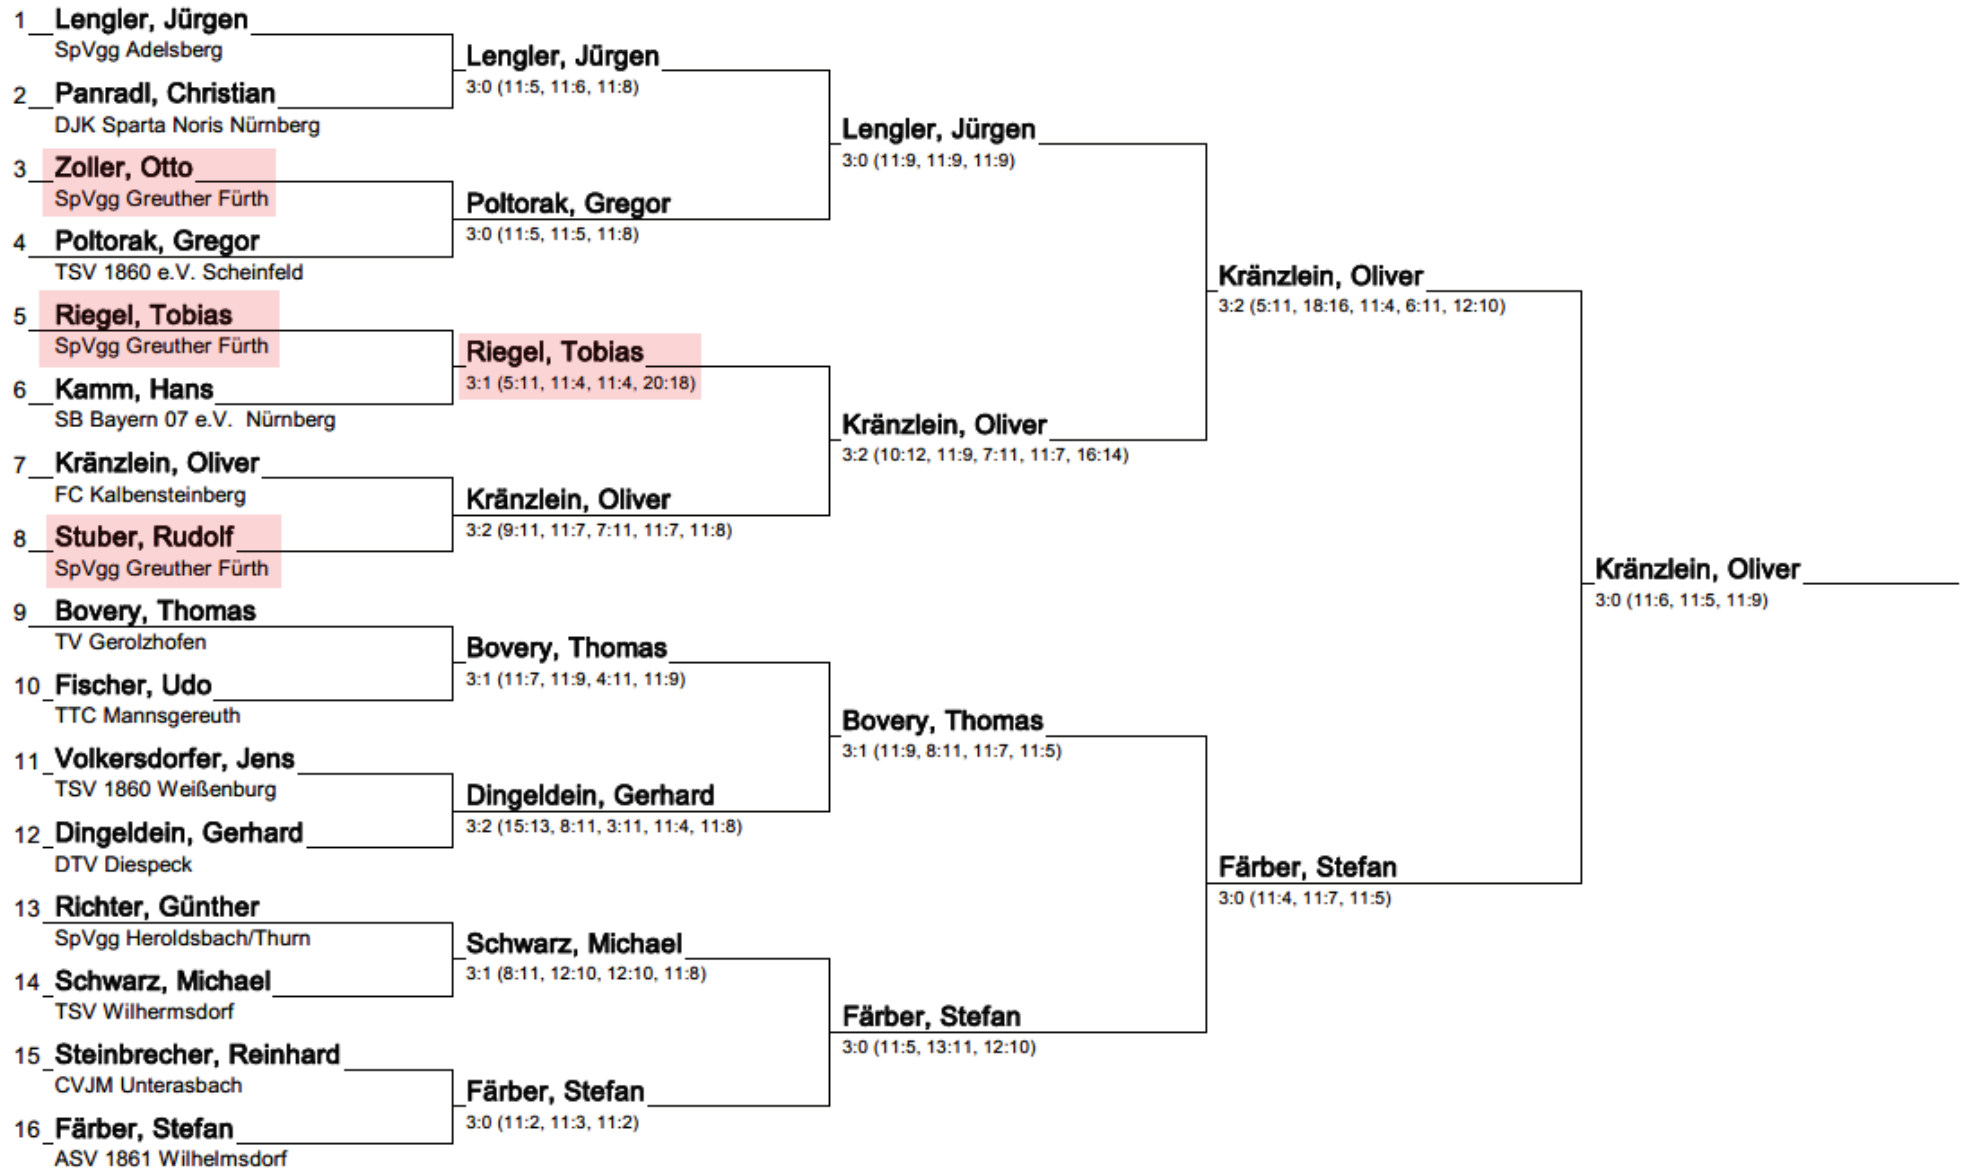 1 Lengler, Jürgen
SpVgg Adelsberg
2 Panradl, Christian
DJK Sparta Noris Nürnberg
3 Zoller, Otto
SpVgg Greuther Fürth
4 Poltorak, Gregor
TSV 1860 e.V. Scheinfeld
5 Riegel, Tobias
SpVgg Greuther Fürth
6 Kamm, Hans
SB Bayern 07 e.V. Nürnberg
7 Kränzlein, Oliver
FC Kalbensteinberg
8 Stuber, Rudolf
SpVgg Greuther Fürth
9 Bovery, Thomas
TV Gerolzhofen
10 Fischer, Udo
TTC Mannsgereuth
11 Volkersdorfer, Jens
TSV 1860 Weißenburg
12 Dingeldein, Gerhard
DTV Diespeck
13 Richter, Günther
SpVgg Heroldsbach/Thurn
14 Schwarz, Michael
TSV Wilhermsdorf
15 Steinbrecher, Reinhard
CVJM Unterasbach
16 Färber, Stefan
ASV 1861 Wilhelmsdorf
Lengler, Jürgen
3:0 (11:5, 11:6, 11:8)
Poltorak, Gregor
3:0 (11:5, 11:5, 11:8)
Riegel, Tobias
3:1 (5:11, 11:4, 11:4, 20:18)
Kränzlein, Oliver
3:2 (9:11, 11:7, 7:11, 11:7, 11:8)
Bovery, Thomas
3:1 (11:7, 11:9, 4:11, 11:9)
Dingeldein, Gerhard
3:2 (15:13, 8:11, 3:11, 11:4, 11:8)
Schwarz, Michael
3:1 (8:11, 12:10, 12:10, 11:8)
Färber, Stefan
3:0 (11:2, 11:3, 11:2)
Lengler, Jürgen
3:0 (11:9, 11:9, 11:9)
Kränzlein, Oliver
3:2 (10:12, 11:9, 7:11, 11:7, 16:14)
Bovery, Thomas
3:1 (11:9, 8:11, 11:7, 11:5)
Färber, Stefan
3:0 (11:5, 13:11, 12:10)
Kränzlein, Oliver
3:2 (5:11, 18:16, 11:4, 6:11, 12:10)
Färber, Stefan
3:0 (11:4, 11:7, 11:5)
Kränzlein, Oliver
3:0 (11:6, 11:5, 11:9)